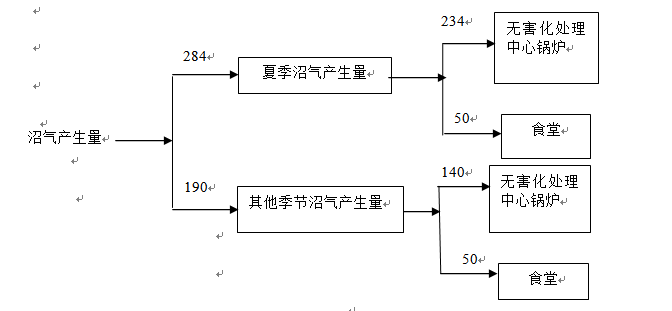 沼气产生量
284
夏季沼气产生量
234
无害化处理
中心锅炉
50
食堂
190
其他季节沼气产生量
140
无害化处理
中心锅炉
50
食堂